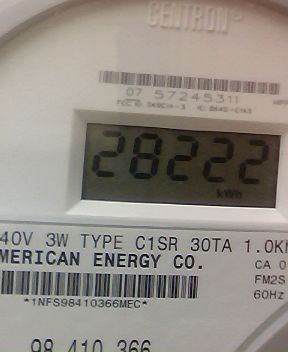 CENTRON®
07 57245311
28222
kWh
40V 3W TYPE C1SR 30TA 1.0K
MERICAN ENERGY CO.
CA 0
FM2S
60Hz
*1NFS98410366MEC*
98 410 366